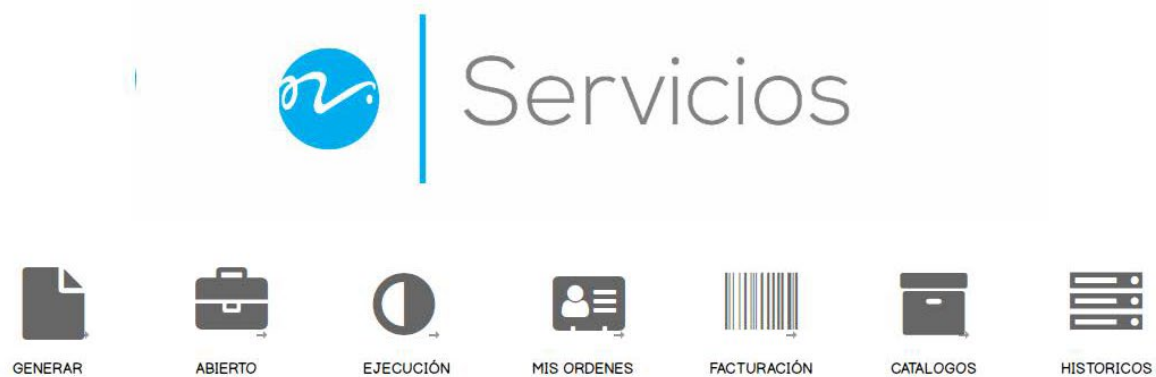 Servicios
GENERAR ABIERTO EJECUCIÓN MIS ORDENES FACTURACIÓN CATALOGOS HISTORICOS